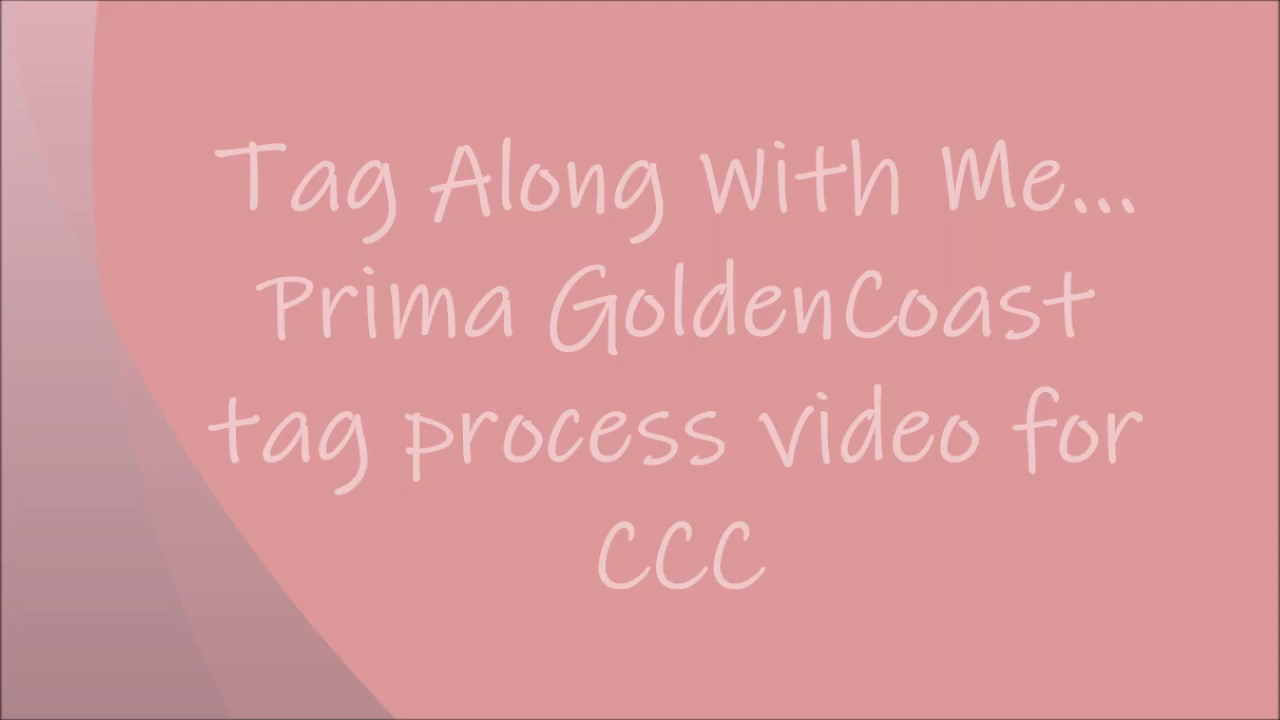 Tag Along With Me...
Prima GoldenCoast
tag process video for
CCC